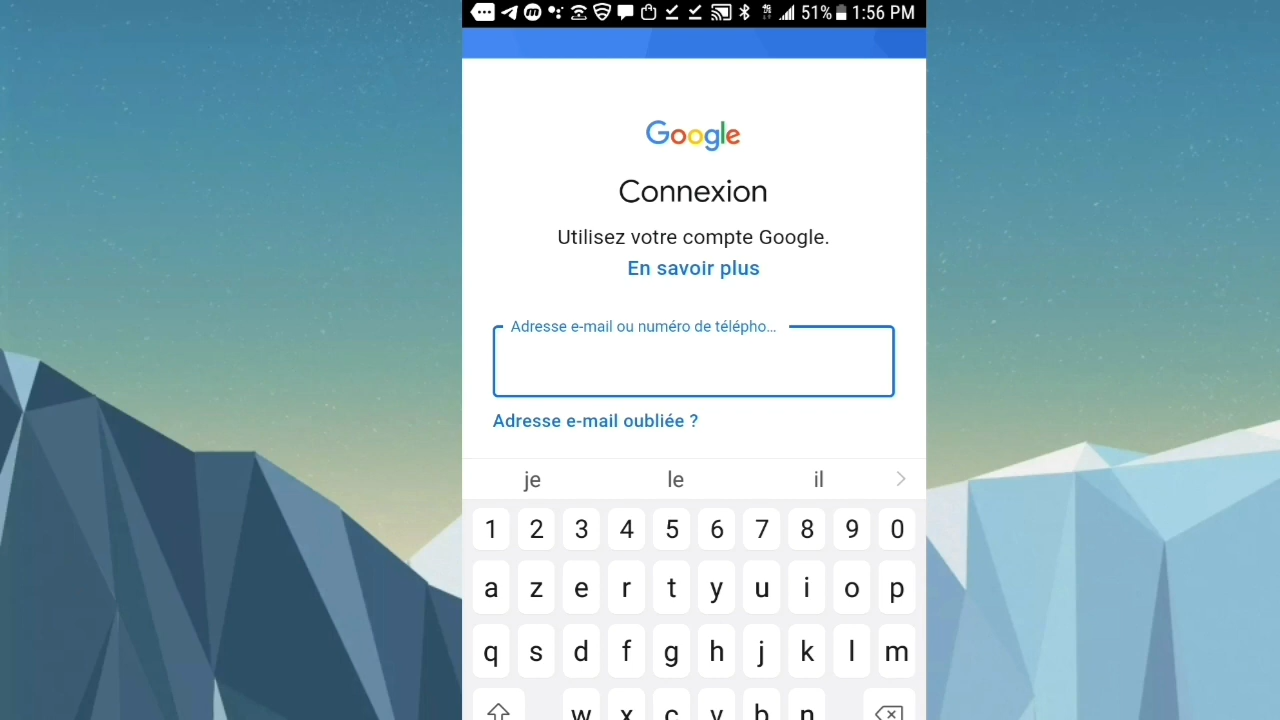 51% 1:56 PM
Google
Connexion
Utilisez votre compte Google.
En savoir plus
Adresse e-mail ou numéro de télépho...
Adresse e-mail oubliée ?
je le il
1 2 3 4 5 6 7 8 9 0
a z e r t y u i o p
q s d f g h j k l m
w x c v b n